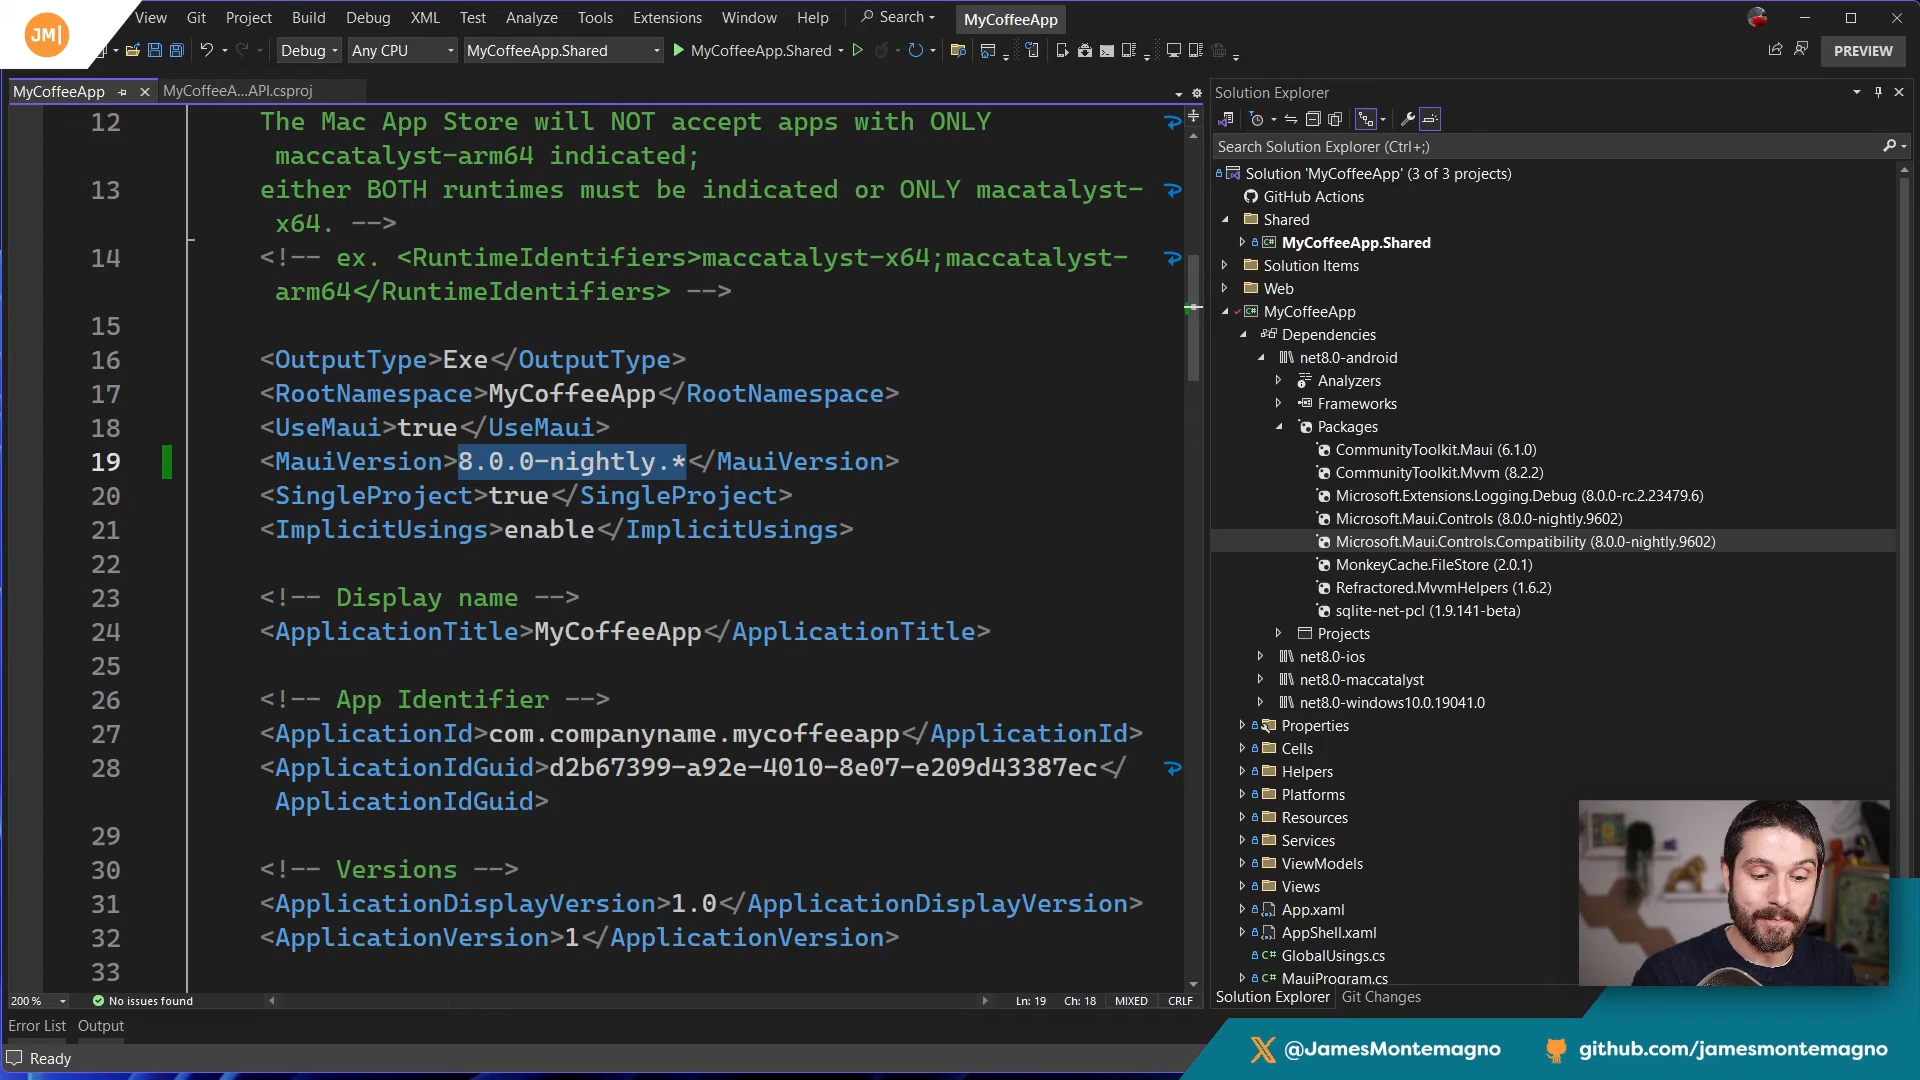 JM|
View Git Project Build Debug XML Test Analyze Tools Extensions Window Help Search MyCoffeeApp
Debug Any CPU MyCoffeeApp.Shared MyCoffeeApp.Shared PREVIEW
MyCoffeeApp MyCoffeeA...API.csproj
12 The Mac App Store will NOT accept apps with ONLY
maccatalyst-arm64 indicated;
13 either BOTH runtimes must be indicated or ONLY macatalyst-
x64. -->
14 <!-- ex. <RuntimeIdentifiers>maccatalyst-x64;maccatalyst-
arm64</RuntimeIdentifiers> -->
15
16 <OutputType>Exe</OutputType>
17 <RootNamespace>MyCoffeeApp</RootNamespace>
18 <UseMaui>true</UseMaui>
19 <MauiVersion>8.0.0-nightly.*</MauiVersion>
20 <SingleProject>true</SingleProject>
21 <ImplicitUsings>enable</ImplicitUsings>
22
23 <!-- Display name -->
24 <ApplicationTitle>MyCoffeeApp</ApplicationTitle>
25
26 <!-- App Identifier -->
27 <ApplicationId>com.companyname.mycoffeeapp</ApplicationId>
28 <ApplicationIdGuid>d2b67399-a92e-4010-8e07-e209d43387ec</
ApplicationIdGuid>
29
30 <!-- Versions -->
31 <ApplicationDisplayVersion>1.0</ApplicationDisplayVersion>
32 <ApplicationVersion>1</ApplicationVersion>
33
200 % No issues found Ln: 19 Ch: 18 MIXED CRLF
Error List Output
Ready
Solution Explorer
Search Solution Explorer (Ctrl+;)
Solution 'MyCoffeeApp' (3 of 3 projects)
GitHub Actions
Shared
MyCoffeeApp.Shared
Solution Items
Web
MyCoffeeApp
Dependencies
net8.0-android
Analyzers
Frameworks
Packages
CommunityToolkit.Maui (6.1.0)
CommunityToolkit.Mvvm (8.2.2)
Microsoft.Extensions.Logging.Debug (8.0.0-rc.2.23479.6)
Microsoft.Maui.Controls (8.0.0-nightly.9602)
Microsoft.Maui.Controls.Compatibility (8.0.0-nightly.9602)
MonkeyCache.FileStore (2.0.1)
Refractored.MvvmHelpers (1.6.2)
sqlite-net-pcl (1.9.141-beta)
Projects
net8.0-ios
net8.0-maccatalyst
net8.0-windows10.0.19041.0
Properties
Cells
Helpers
Platforms
Resources
Services
ViewModels
Views
App.xaml
AppShell.xaml
C# GlobalUsings.cs
C# MauiProgram.cs
Solution Explorer Git Changes
@JamesMontemagno github.com/jamesmontemagno